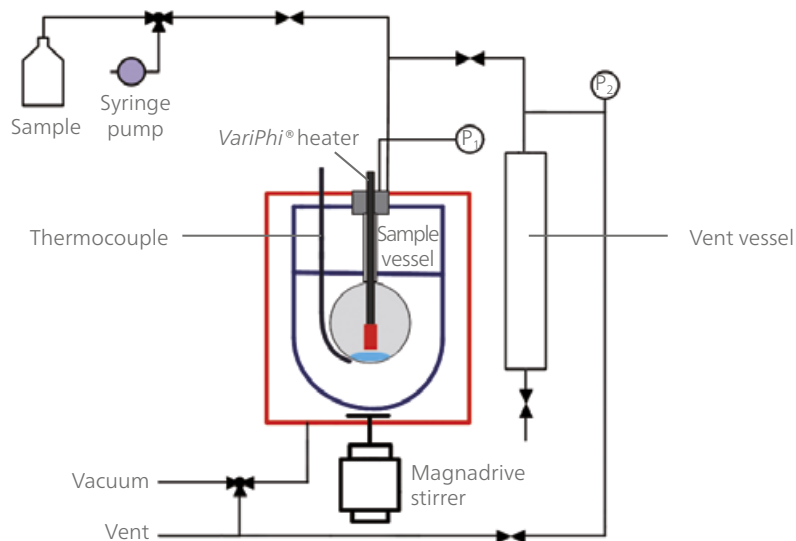 Sample
Syringe
pump
VariPhi® heater
P₁
P₂
Thermocouple
Sample
vessel
Vent vessel
Vacuum
Magnadrive
stirrer
Vent